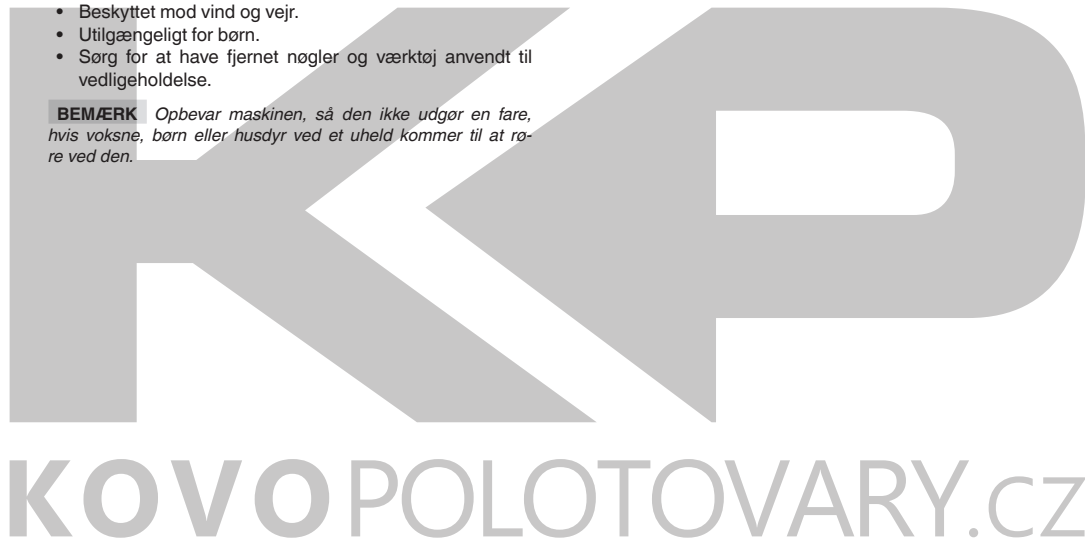 • Beskyttet mod vind og vejr.
• Utilgængeligt for børn.
• Sørg for at have fjernet nøgler og værktøj anvendt til
vedligeholdelse.
BEMÆRK Opbevar maskinen, så den ikke udgør en fare,
hvis voksne, børn eller husdyr ved et uheld kommer til at rø-
re ved den.
KP
KOVOPOLOTOVARY.CZ